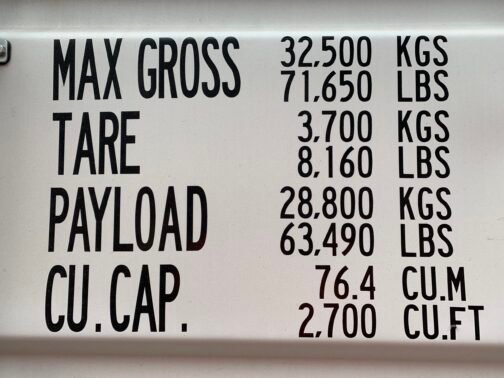 MAX GROSS 32,500 KGS
71,650 LBS
TARE 3,700 KGS
8,160 LBS
PAYLOAD 28,800 KGS
63,490 LBS
CU. CAP. 76.4 CU.M
2,700 CU.FT